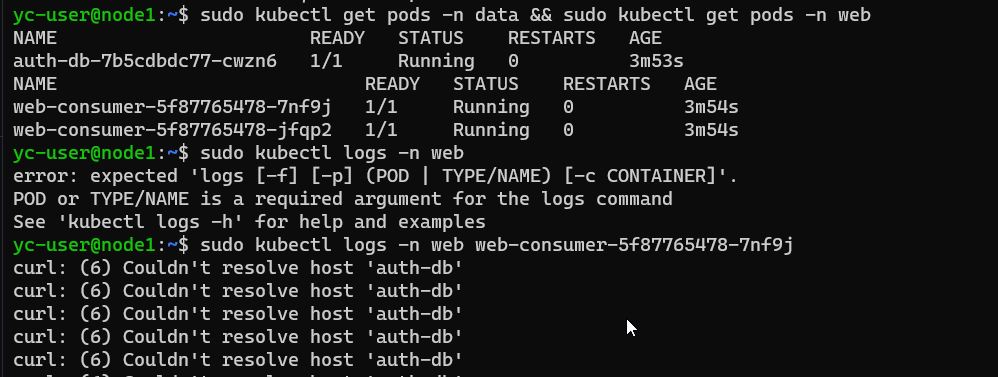 yc-user@node1:~$ sudo kubectl get pods -n data && sudo kubectl get pods -n web
NAME READY STATUS RESTARTS AGE
auth-db-7b5cdbdc77-cwzn6 1/1 Running 0 3m53s
NAME READY STATUS RESTARTS AGE
web-consumer-5f87765478-7nf9j 1/1 Running 0 3m54s
web-consumer-5f87765478-jfqp2 1/1 Running 0 3m54s
yc-user@node1:~$ sudo kubectl logs -n web
error: expected 'logs [-f] [-p] (POD | TYPE/NAME) [-c CONTAINER]'.
POD or TYPE/NAME is a required argument for the logs command
See 'kubectl logs -h' for help and examples
yc-user@node1:~$ sudo kubectl logs -n web web-consumer-5f87765478-7nf9j
curl: (6) Couldn't resolve host 'auth-db'
curl: (6) Couldn't resolve host 'auth-db'
curl: (6) Couldn't resolve host 'auth-db'
curl: (6) Couldn't resolve host 'auth-db'
curl: (6) Couldn't resolve host 'auth-db'